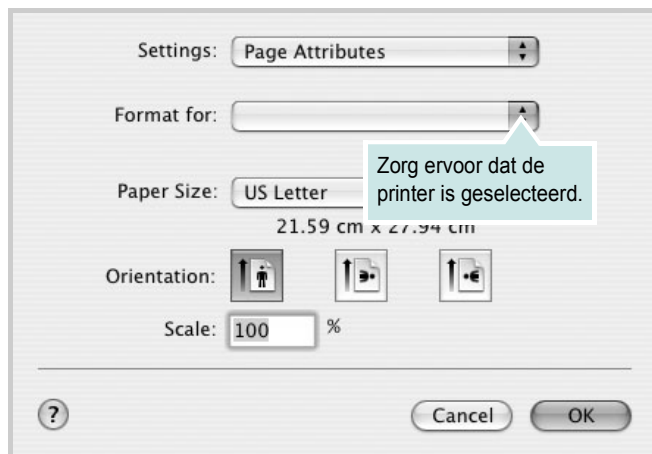 Settings: Page Attributes
Format for:
Zorg ervoor dat de
printer is geselecteerd.
Paper Size: US Letter
21.59 cm x 27.94 cm
Orientation:
Scale: 100 %
? Cancel OK